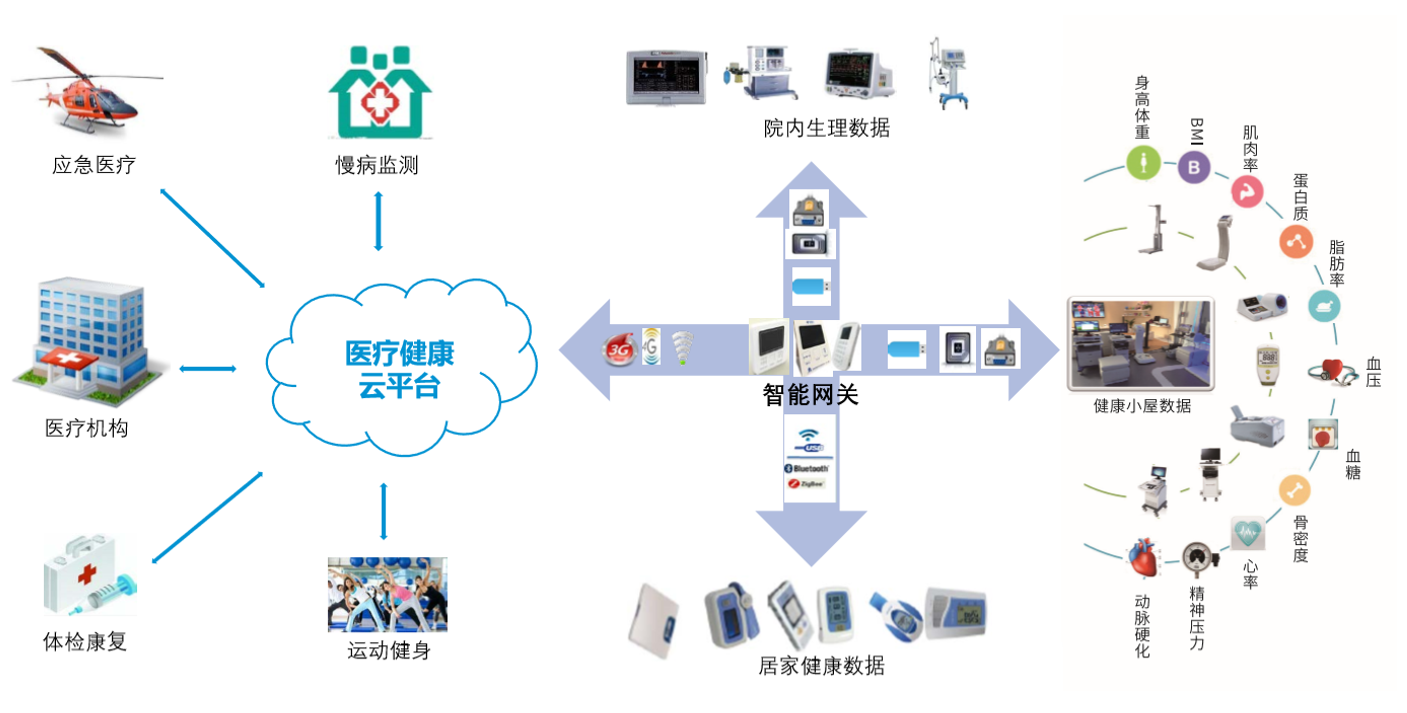 应急医疗
慢病监测
医疗机构
医疗健康
云平台
体检康复
运动健身
院内生理数据
3G
4G
智能网关
USB
Bluetooth
ZigBee
居家健康数据
健康小屋数据
身高体重
BMI
B
肌肉率
蛋白质
脂肪率
血压
血糖
骨密度
心率
精神压力
动脉硬化